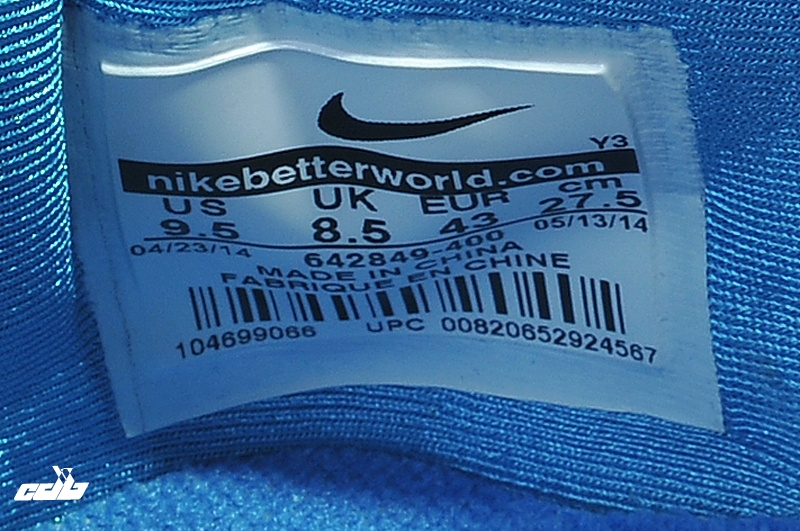 Y3
nikebetterworld.com
US UK EUR cm
9.5 8.5 43 27.5
04/23/14 642849-400 05/13/14
MADE IN CHINA
FABRIQUE EN CHINE
104699066 UPC 00820652924567
cdb